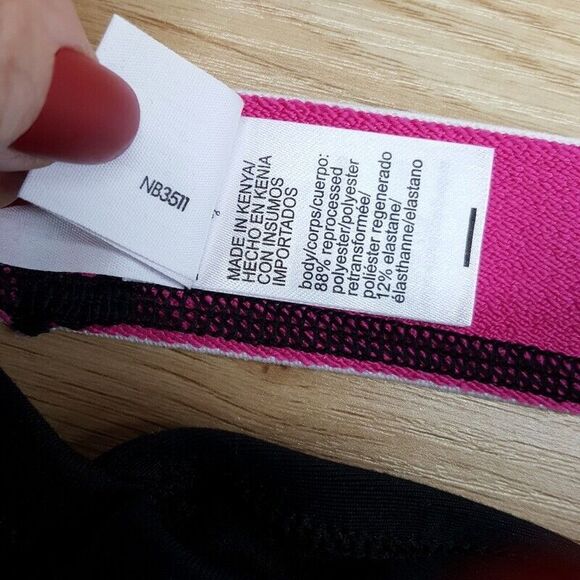 NB3511
MADE IN KENYA/
HECHO EN KENIA
CON INSUMOS
IMPORTADOS
body/corps/cuerpo:
88% reprocessed
polyester/polyester
retransformée/
poliéster regenerado
12% elastane/
élasthanne/elastano